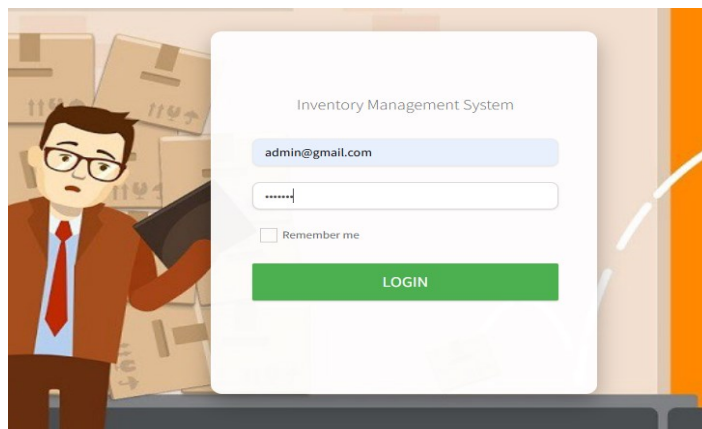 Inventory Management System
admin@gmail.com
•••••••
Remember me
LOGIN